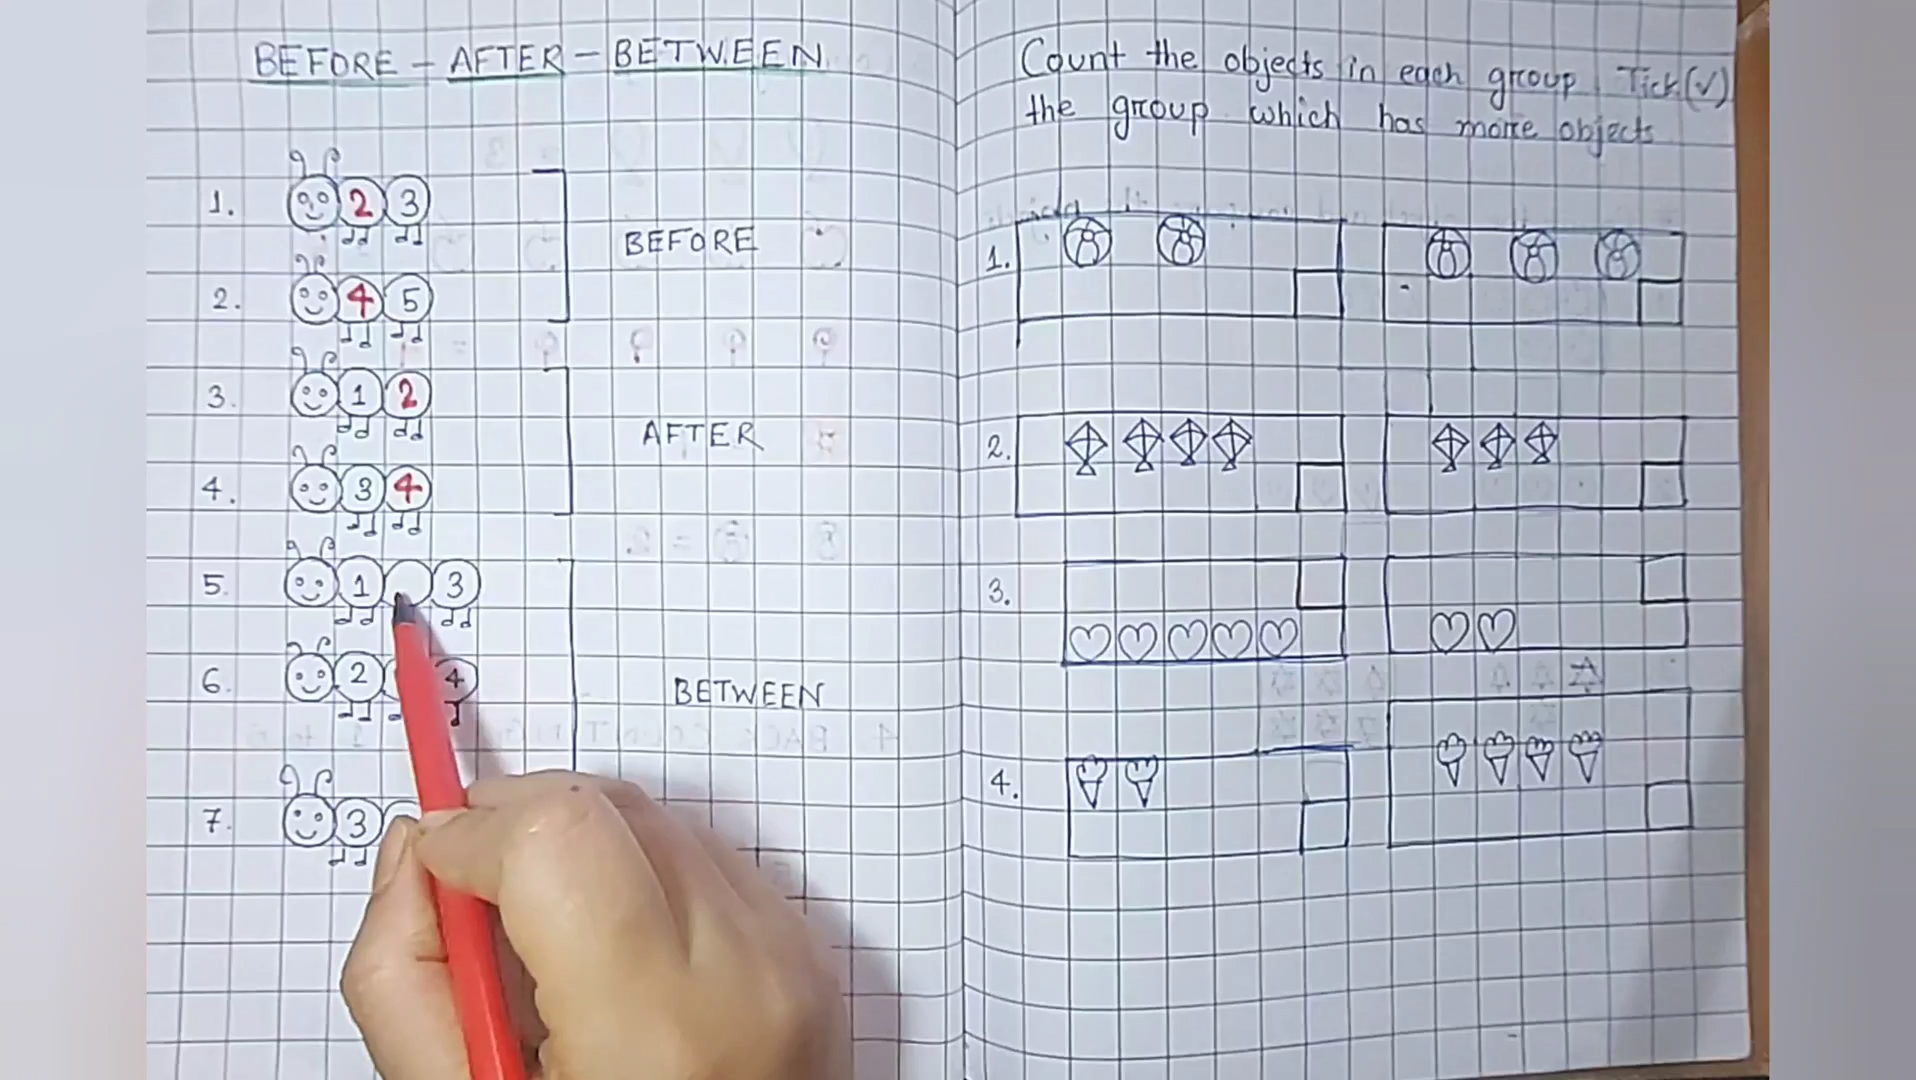 BEFORE - AFTER - BETWEEN
1. 2 3
2. 4 5
BEFORE
3. 1 2
4. 3 4
AFTER
5. 1 3
6. 2 4
BETWEEN
7. 3
Count the objects in each group. Tick (✓)
the group which has more objects
1.
2.
3.
4.